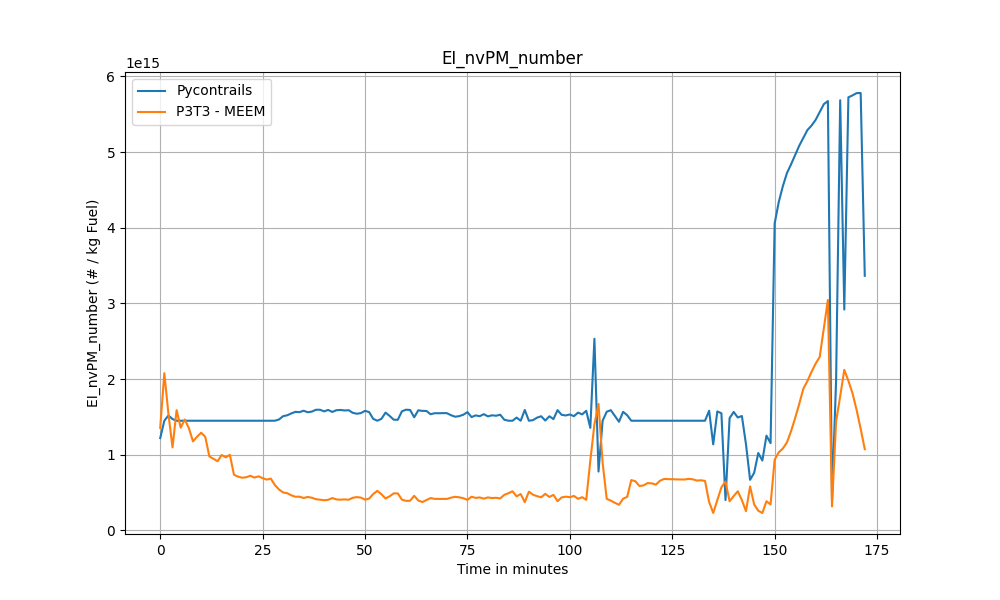 EI_nvPM_number
1e15
Pycontrails
P3T3 - MEEM
6
5
4
3
2
1
0
EI_nvPM_number (# / kg Fuel)
0 25 50 75 100 125 150 175
Time in minutes